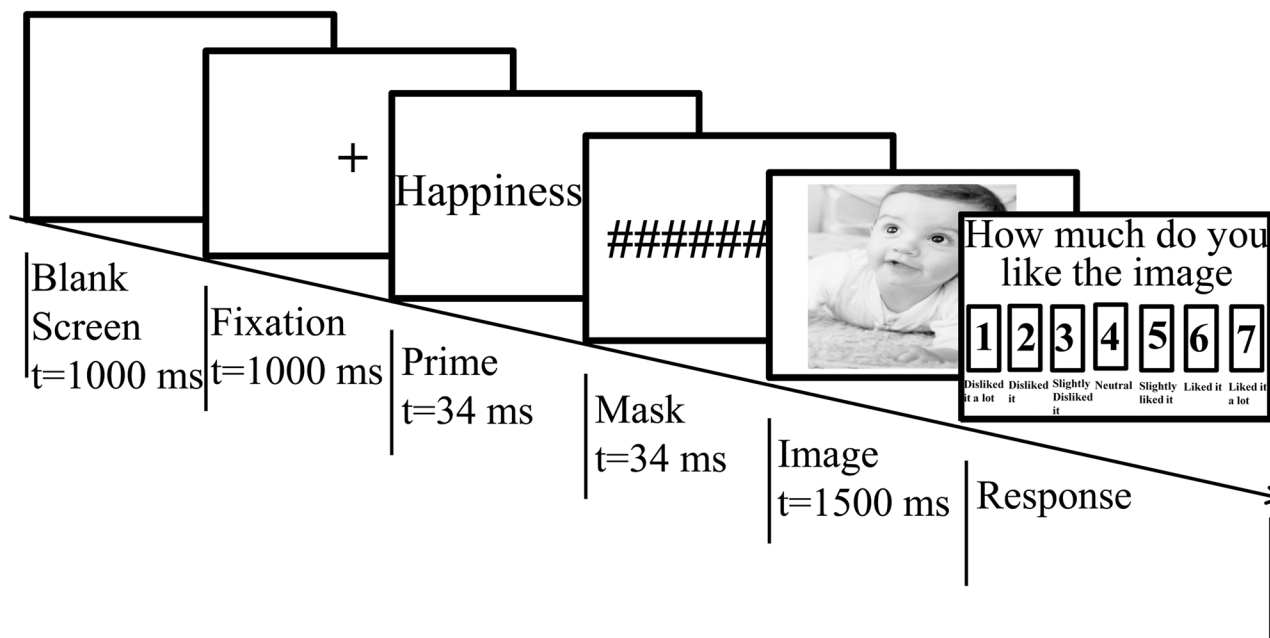 +
Happiness
######
How much do you
like the image
1 2 3 4 5 6 7
Disliked
it a lot
Disliked
it
Slightly
Disliked
it
Neutral
Slightly
liked it
Liked it
Liked it
a lot
Blank
Screen
t=1000 ms
Fixation
t=1000 ms
Prime
t=34 ms
Mask
t=34 ms
Image
t=1500 ms
Response